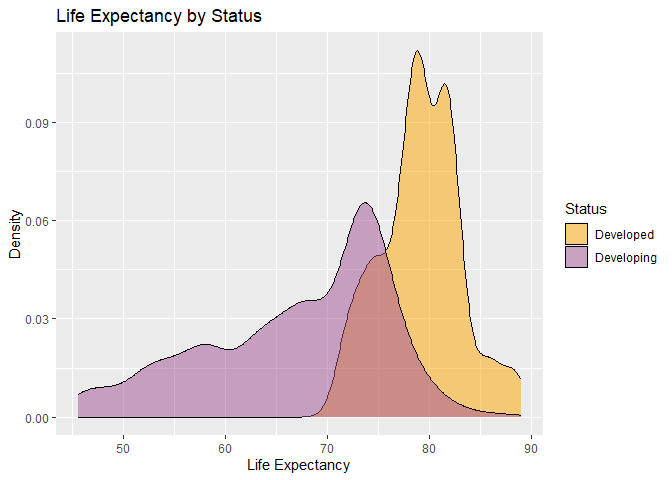 Life Expectancy by Status
0.09
0.06
0.03
0.00
Density
50 60 70 80 90
Life Expectancy
Status
Developed
Developing